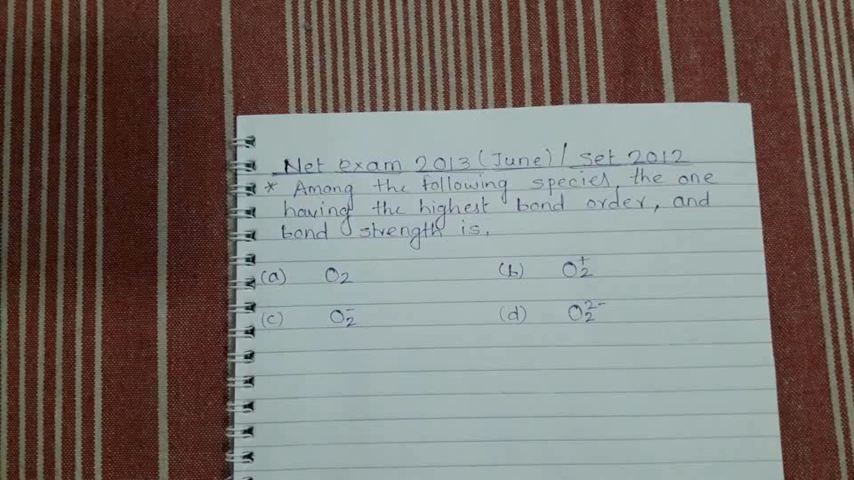 Net exam 2013 (June) / Set 2012
* Among the following species, the one
having the highest bond order, and
bond strength is.
(a) O₂ (b) O₂⁺
(c) O₂⁻ (d) O₂²⁻